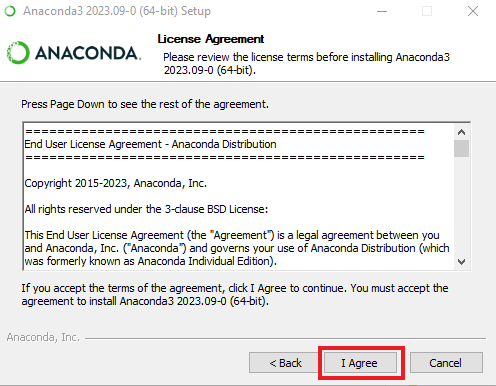 Anaconda3 2023.09-0 (64-bit) Setup
ANACONDA.
License Agreement
Please review the license terms before installing Anaconda3
2023.09-0 (64-bit).
Press Page Down to see the rest of the agreement.
====================================================
End User License Agreement - Anaconda Distribution
====================================================
Copyright 2015-2023, Anaconda, Inc.
All rights reserved under the 3-clause BSD License:
This End User License Agreement (the "Agreement") is a legal agreement between you
and Anaconda, Inc. ("Anaconda") and governs your use of Anaconda Distribution (which
was formerly known as Anaconda Individual Edition).
If you accept the terms of the agreement, click I Agree to continue. You must accept the
agreement to install Anaconda3 2023.09-0 (64-bit).
Anaconda, Inc.
< Back
I Agree
Cancel